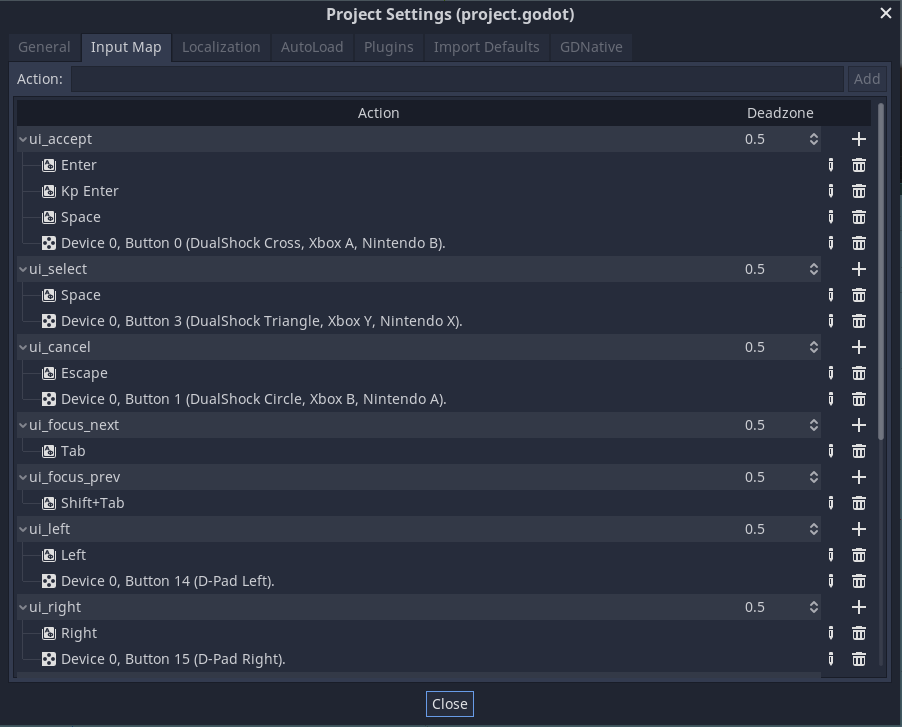 Project Settings (project.godot)
General Input Map Localization AutoLoad Plugins Import Defaults GDNative
Action: Add
Action Deadzone
ui_accept 0.5
Enter
Kp Enter
Space
Device 0, Button 0 (DualShock Cross, Xbox A, Nintendo B).
ui_select 0.5
Space
Device 0, Button 3 (DualShock Triangle, Xbox Y, Nintendo X).
ui_cancel 0.5
Escape
Device 0, Button 1 (DualShock Circle, Xbox B, Nintendo A).
ui_focus_next 0.5
Tab
ui_focus_prev 0.5
Shift+Tab
ui_left 0.5
Left
Device 0, Button 14 (D-Pad Left).
ui_right 0.5
Right
Device 0, Button 15 (D-Pad Right).
Close